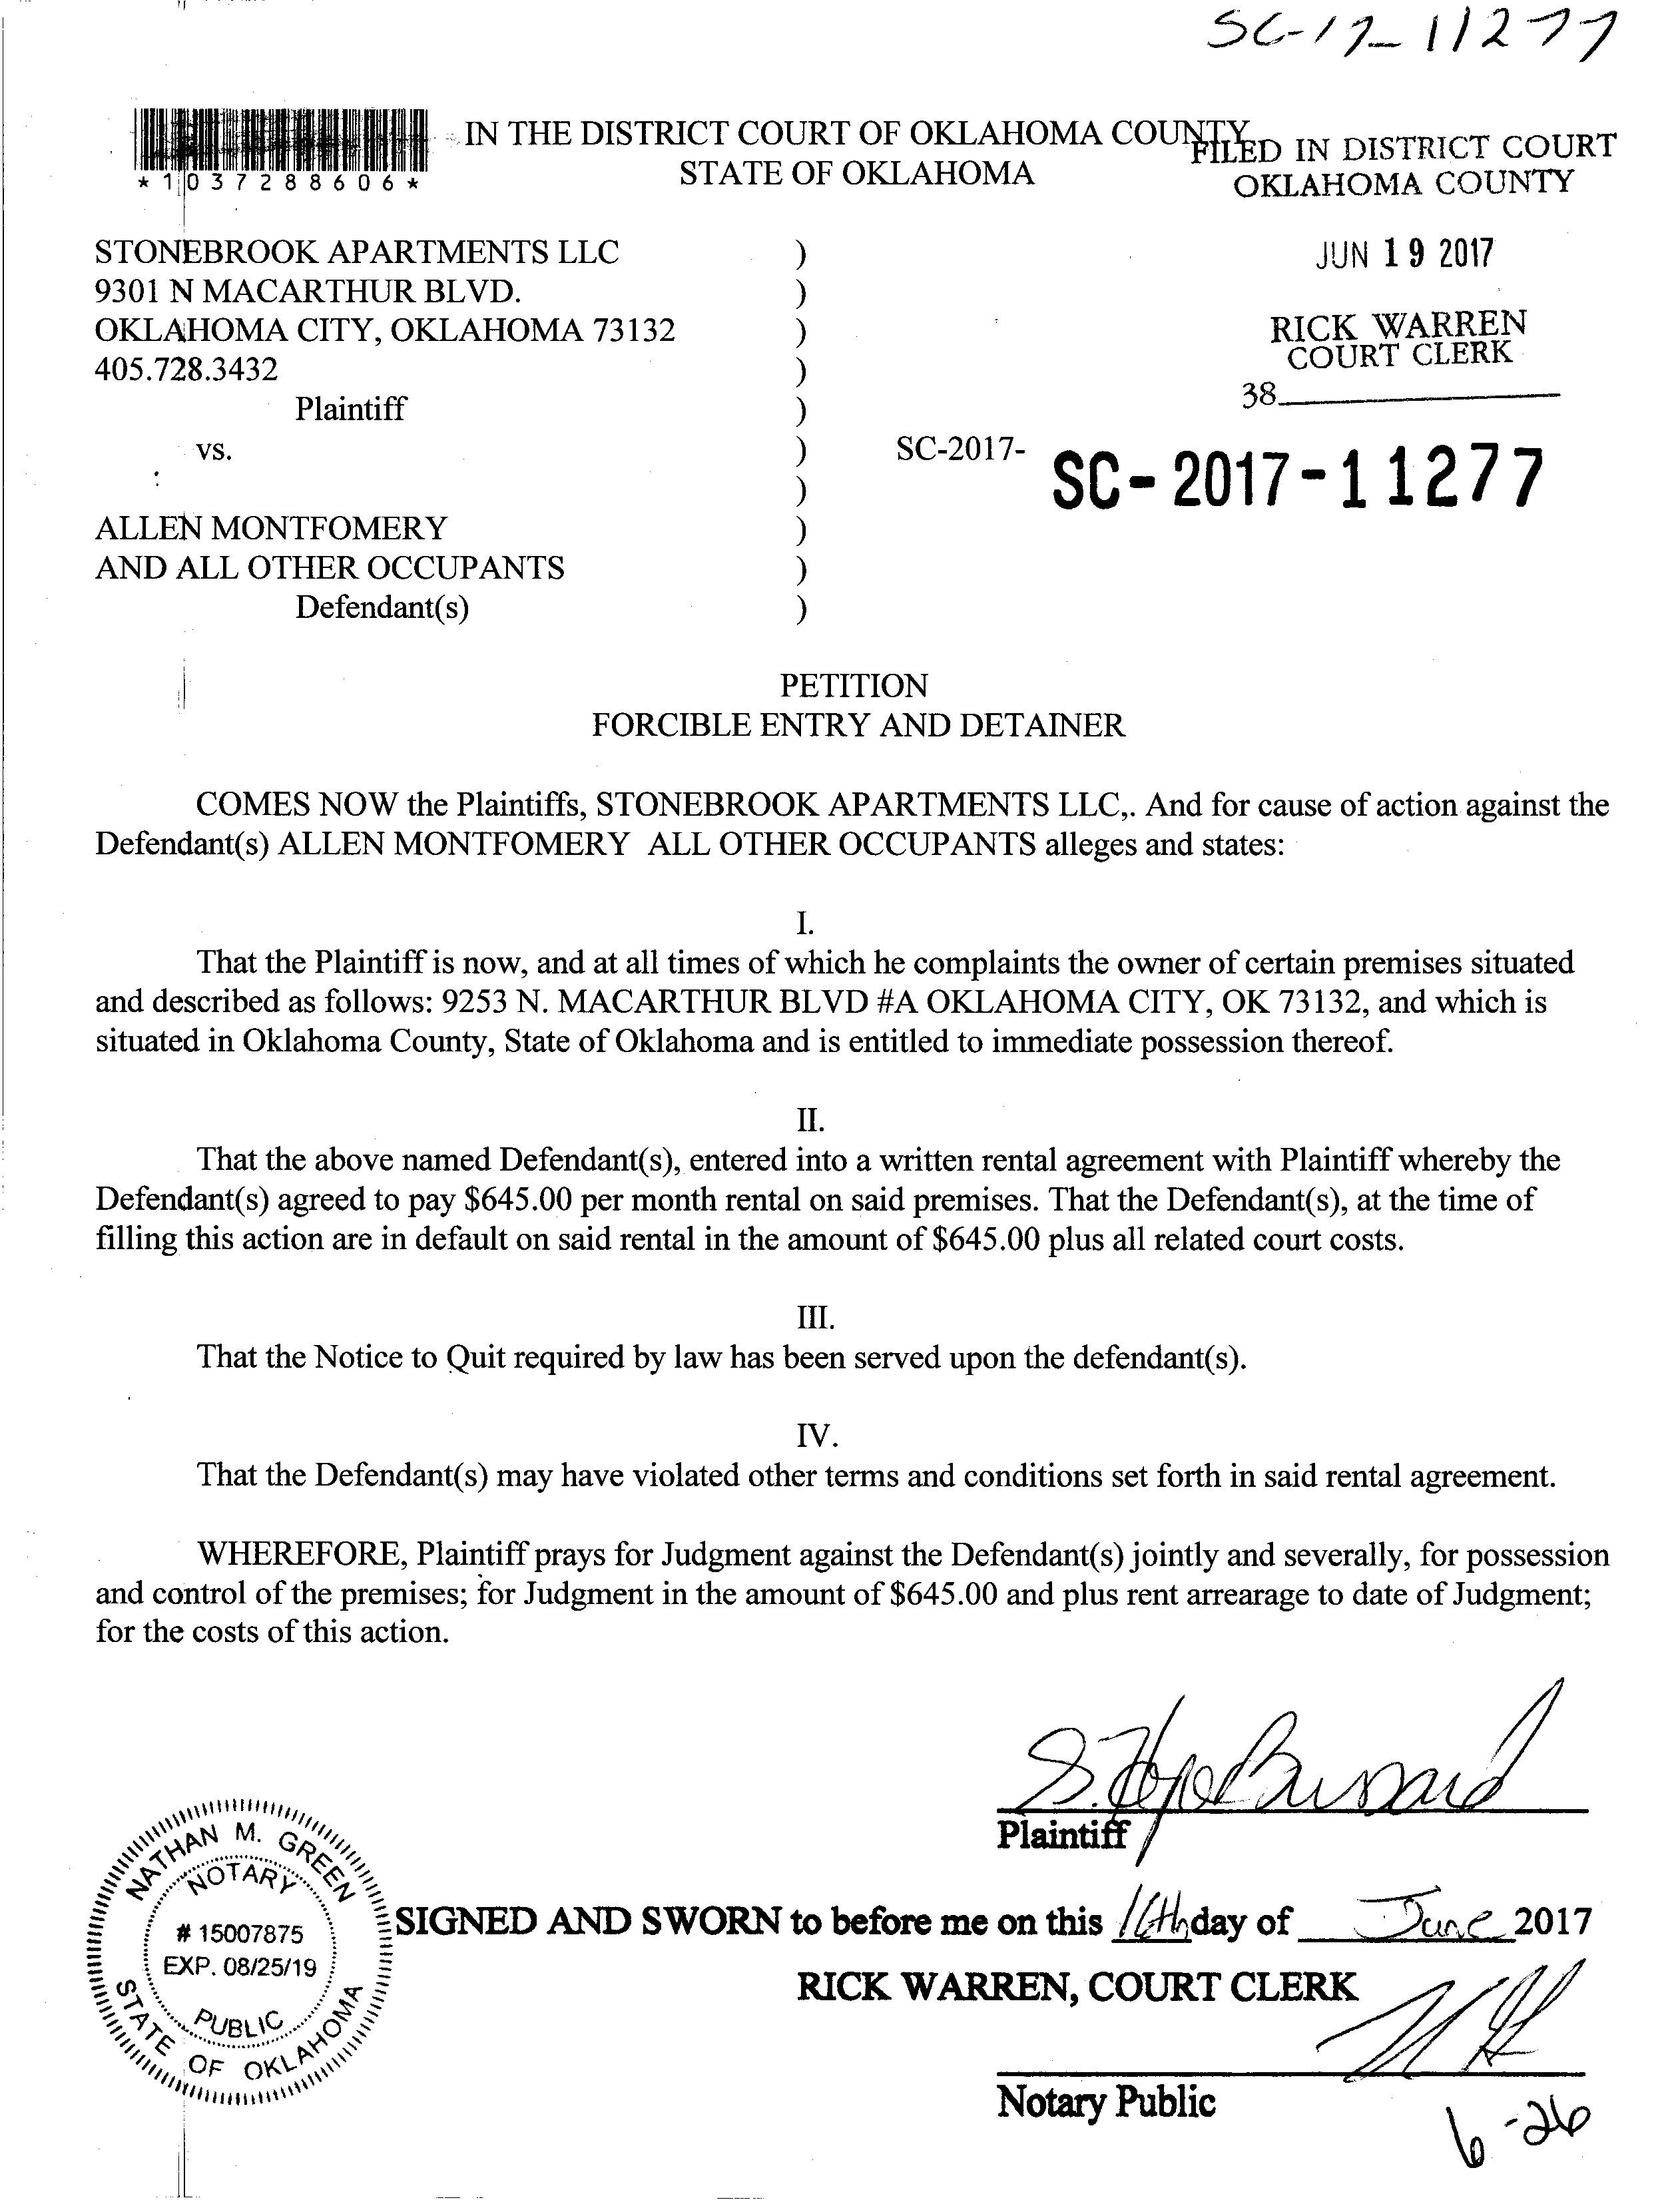 SC-17-11277
IN THE DISTRICT COURT OF OKLAHOMA COUNTY
STATE OF OKLAHOMA
*1037288606*
FILED IN DISTRICT COURT
OKLAHOMA COUNTY
JUN 19 2017
RICK WARREN
COURT CLERK
38
STONEBROOK APARTMENTS LLC )
9301 N MACARTHUR BLVD. )
OKLAHOMA CITY, OKLAHOMA 73132 )
405.728.3432 )
Plaintiff )
vs. ) SC-2017- SC-2017-11277
)
ALLEN MONTFOMERY )
AND ALL OTHER OCCUPANTS )
Defendant(s) )
PETITION
FORCIBLE ENTRY AND DETAINER
COMES NOW the Plaintiffs, STONEBROOK APARTMENTS LLC,. And for cause of action against the
Defendant(s) ALLEN MONTFOMERY ALL OTHER OCCUPANTS alleges and states:
I.
That the Plaintiff is now, and at all times of which he complaints the owner of certain premises situated
and described as follows: 9253 N. MACARTHUR BLVD #A OKLAHOMA CITY, OK 73132, and which is
situated in Oklahoma County, State of Oklahoma and is entitled to immediate possession thereof.
II.
That the above named Defendant(s), entered into a written rental agreement with Plaintiff whereby the
Defendant(s) agreed to pay $645.00 per month rental on said premises. That the Defendant(s), at the time of
filling this action are in default on said rental in the amount of $645.00 plus all related court costs.
III.
That the Notice to Quit required by law has been served upon the defendant(s).
IV.
That the Defendant(s) may have violated other terms and conditions set forth in said rental agreement.
WHEREFORE, Plaintiff prays for Judgment against the Defendant(s) jointly and severally, for possession
and control of the premises; for Judgment in the amount of $645.00 and plus rent arrearage to date of Judgment;
for the costs of this action.
S. Hope Bussard
Plaintiff
NATHAN M. GREEN
NOTARY
# 15007875
EXP. 08/25/19
PUBLIC
STATE OF OKLAHOMA
SIGNED AND SWORN to before me on this 16th day of June 2017
RICK WARREN, COURT CLERK
Notary Public
6-26